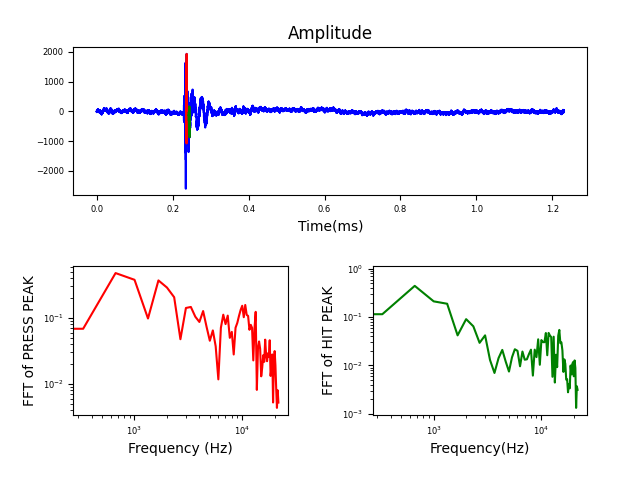 Amplitude
2000
1000
0
−1000
−2000
0.0 0.2 0.4 0.6 0.8 1.0 1.2
Time(ms)
FFT of PRESS PEAK
10⁻¹
10⁻²
10³ 10⁴
Frequency (Hz)
FFT of HIT PEAK
10⁰
10⁻¹
10⁻²
10⁻³
10³ 10⁴
Frequency(Hz)